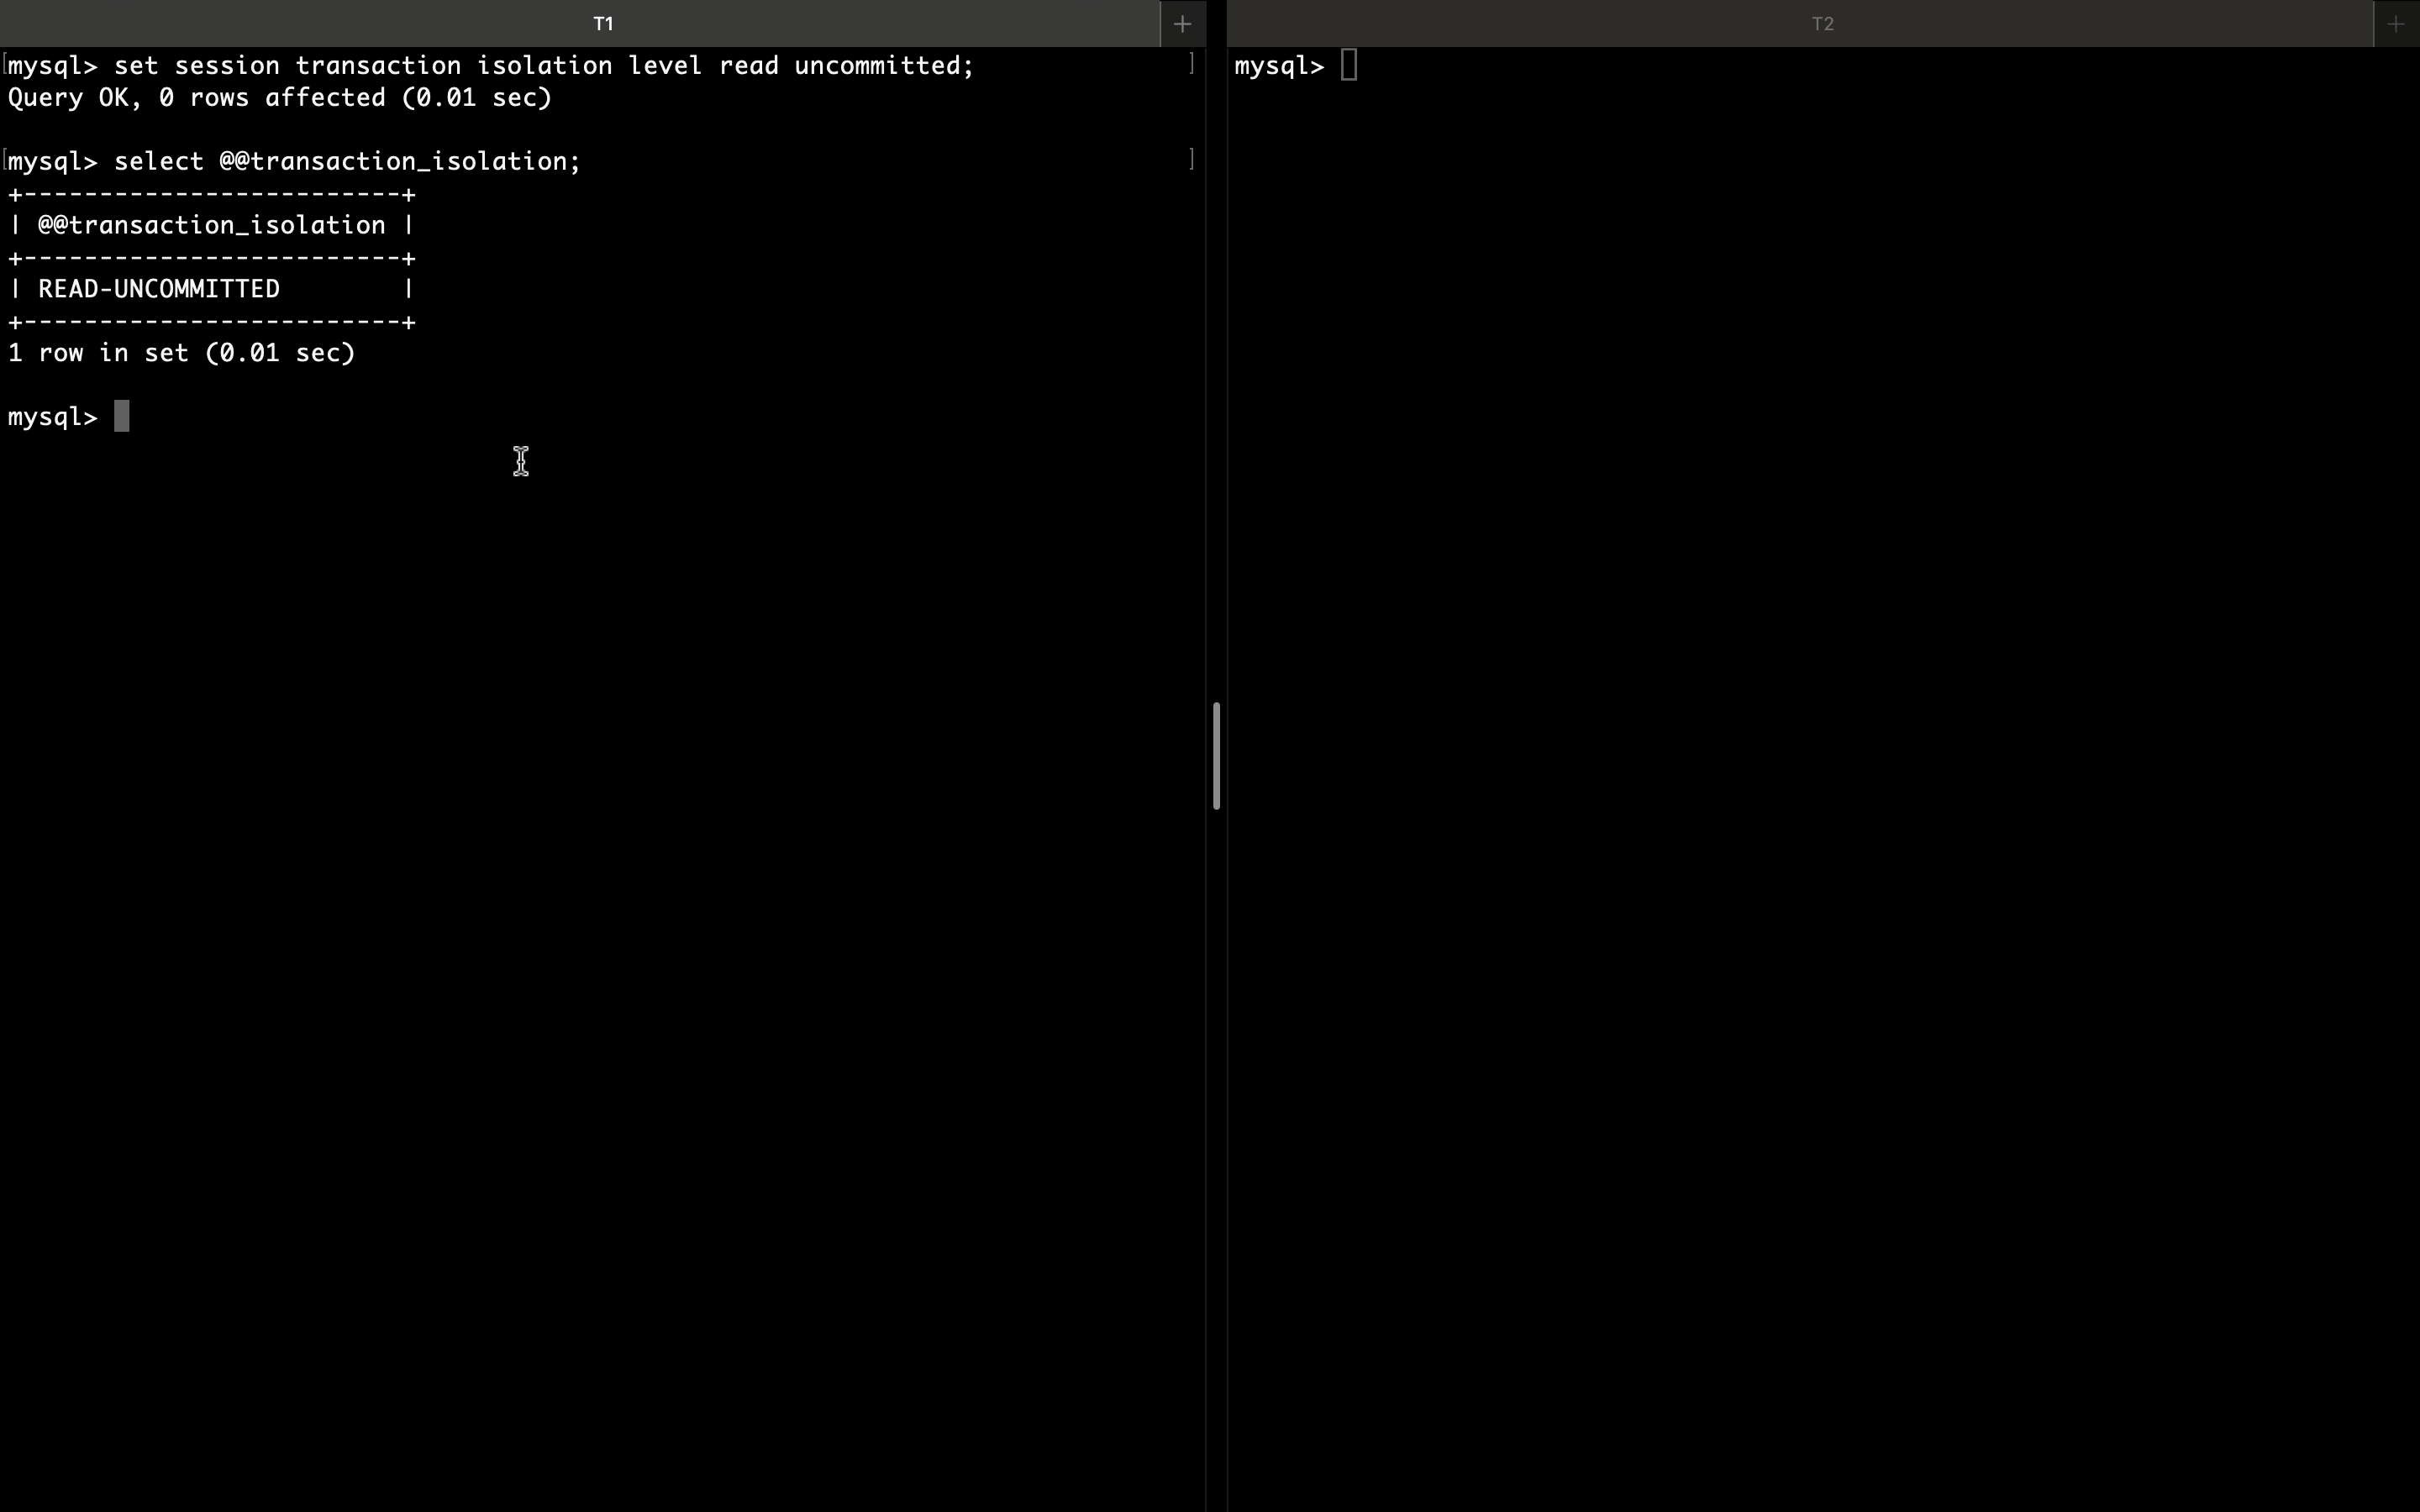 T1
+
mysql> set session transaction isolation level read uncommitted;
Query OK, 0 rows affected (0.01 sec)
mysql> select @@transaction_isolation;
+-------------------------+
| @@transaction_isolation |
+-------------------------+
| READ-UNCOMMITTED        |
+-------------------------+
1 row in set (0.01 sec)
mysql>
T2
+
mysql>